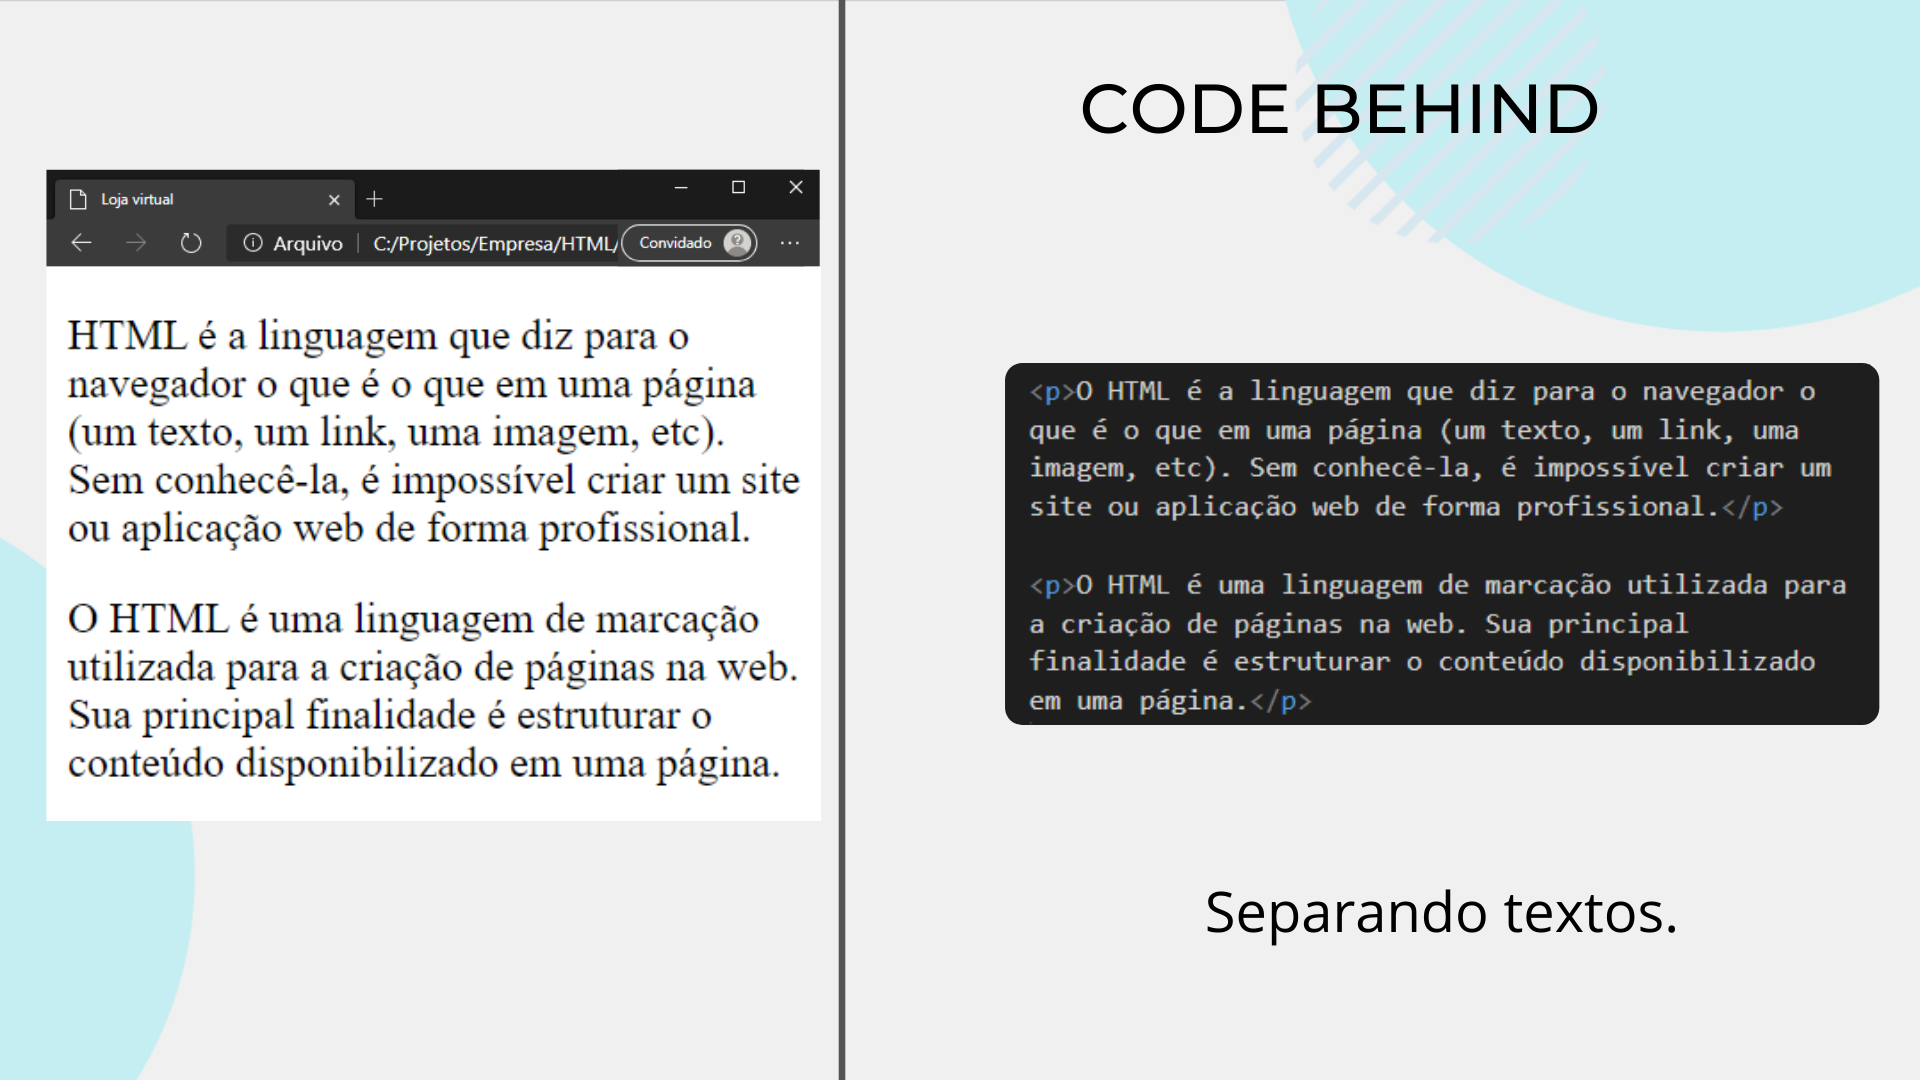 Loja virtual
Arquivo
C:/Projetos/Empresa/HTML/
Convidado
HTML é a linguagem que diz para o
navegador o que é o que em uma página
(um texto, um link, uma imagem, etc).
Sem conhecê-la, é impossível criar um site
ou aplicação web de forma profissional.
O HTML é uma linguagem de marcação
utilizada para a criação de páginas na web.
Sua principal finalidade é estruturar o
conteúdo disponibilizado em uma página.
CODE BEHIND
<p>O HTML é a linguagem que diz para o navegador o
que é o que em uma página (um texto, um link, uma
imagem, etc). Sem conhecê-la, é impossível criar um
site ou aplicação web de forma profissional.</p>
<p>O HTML é uma linguagem de marcação utilizada para
a criação de páginas na web. Sua principal
finalidade é estruturar o conteúdo disponibilizado
em uma página.</p>
Separando textos.